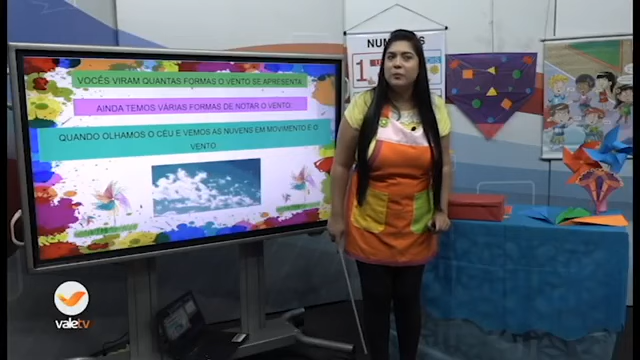 NUMERAIS
1
VOCÊS VIRAM QUANTAS FORMAS O VENTO SE APRESENTA
AINDA TEMOS VÁRIAS FORMAS DE NOTAR O VENTO
QUANDO OLHAMOS O CÉU E VEMOS AS NUVENS EM MOVIMENTO E O
VENTO
valetv